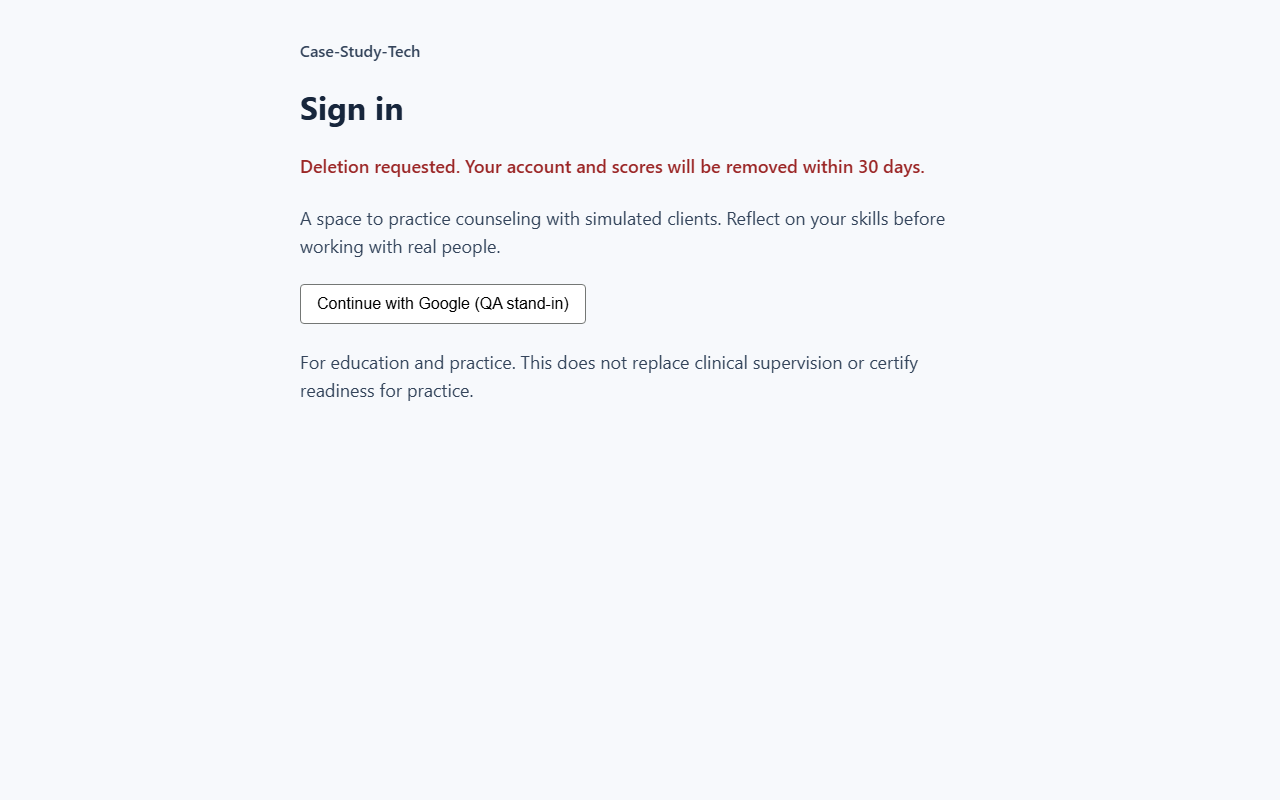 Case-Study-Tech
Sign in
Deletion requested. Your account and scores will be removed within 30 days.
A space to practice counseling with simulated clients. Reflect on your skills before
working with real people.
Continue with Google (QA stand-in)
For education and practice. This does not replace clinical supervision or certify
readiness for practice.